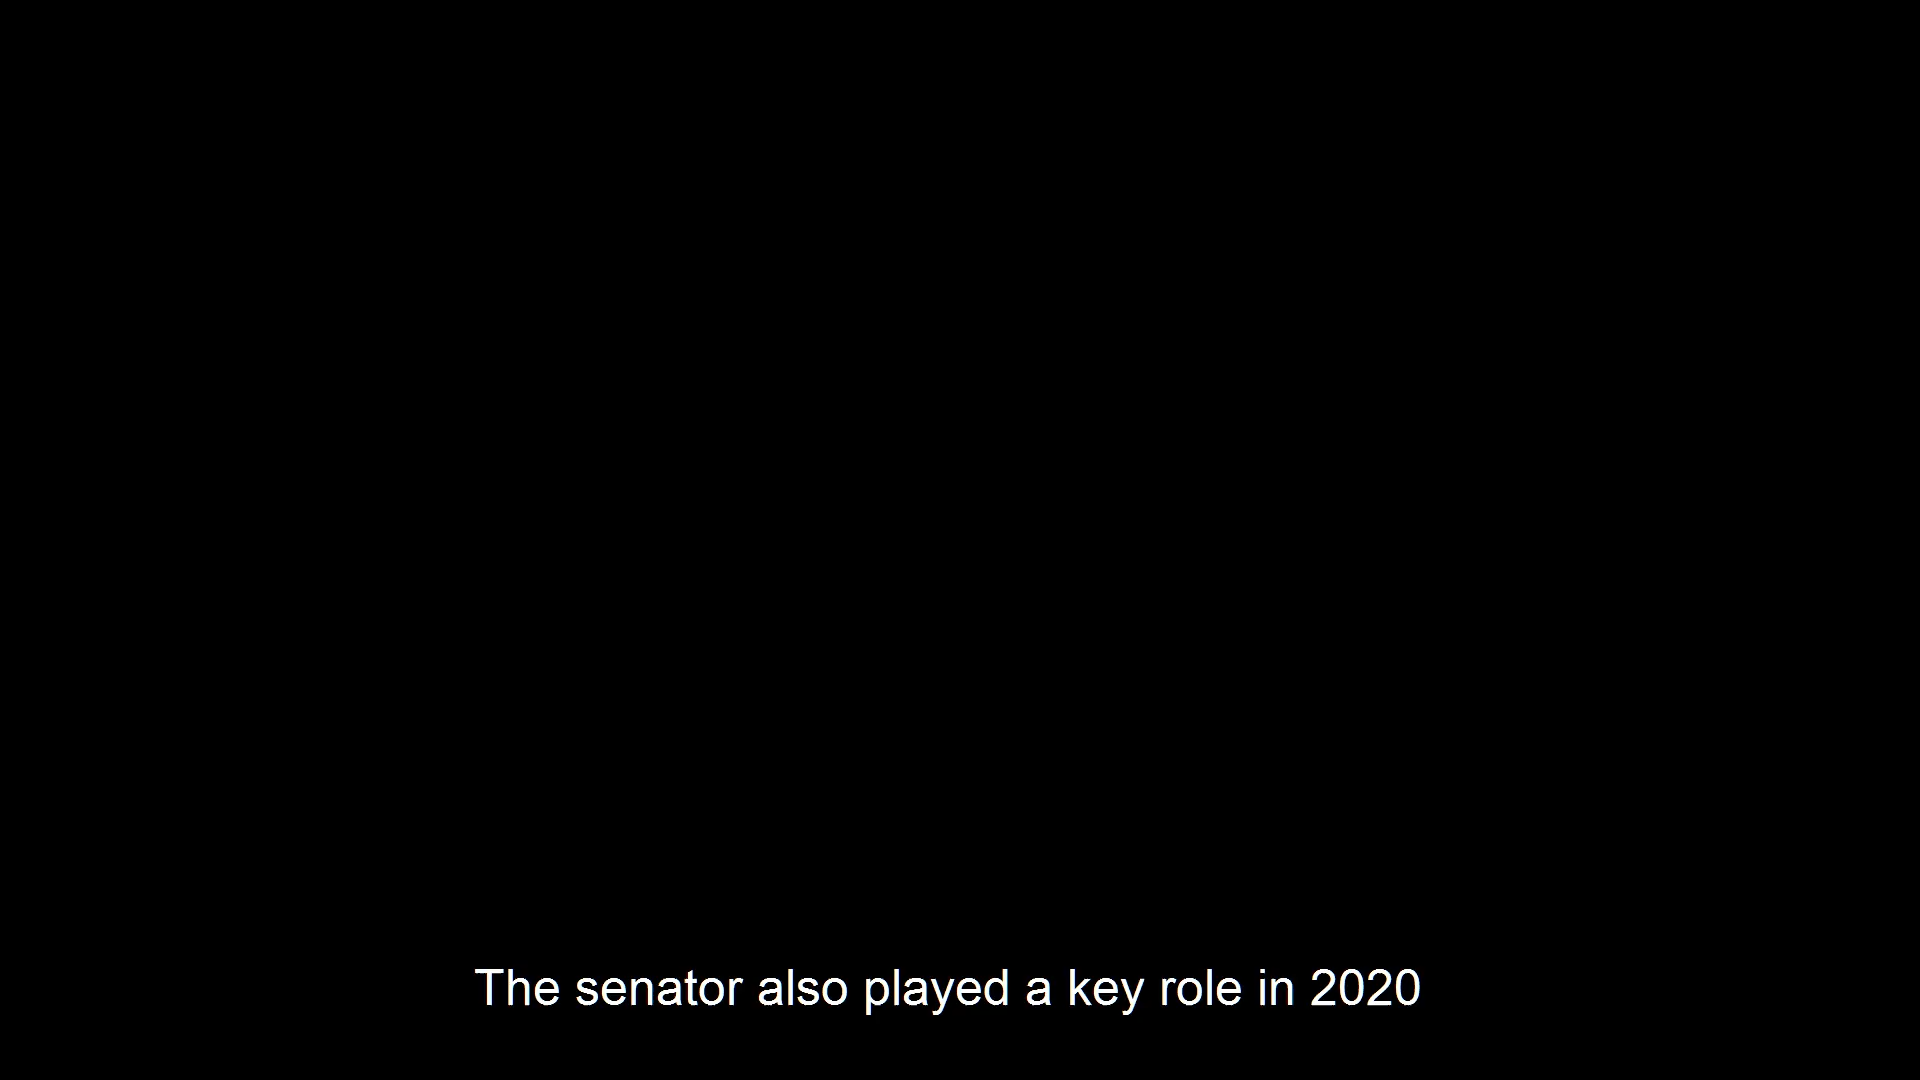 The senator also played a key role in 2020